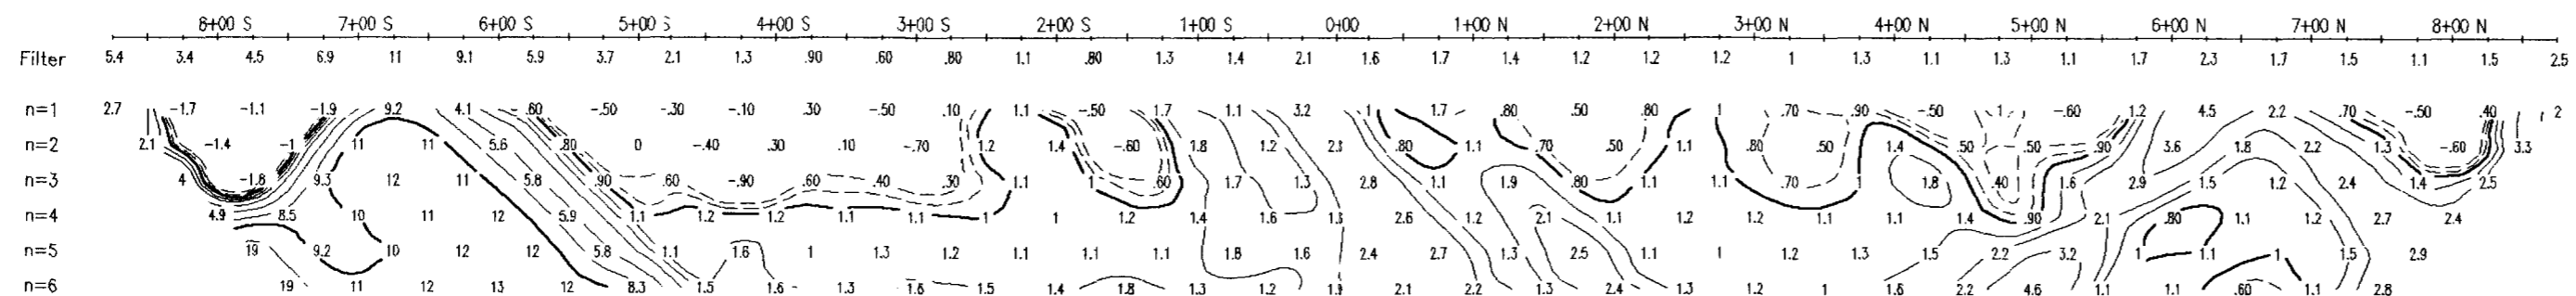 8+00 S 7+00 S 6+00 S 5+00 S 4+00 S 3+00 S 2+00 S 1+00 S 0+00 1+00 N 2+00 N 3+00 N 4+00 N 5+00 N 6+00 N 7+00 N 8+00 N
Filter 5.4 3.4 4.5 6.9 11 9.1 5.9 3.7 2.1 1.3 .90 .60 .80 1.1 .80 1.3 1.4 2.1 1.6 1.7 1.4 1.2 1.2 1.2 1 1.3 1.1 1.3 1.1 1.7 2.3 1.7 1.5 1.1 1.5 2.5
n=1 2.7 -1.7 -1.1 -1.9 9.2 4.1 .60 -.50 -.30 -.10 .30 -.50 .10 1.1 -.50 1.7 1.1 3.2 1 1.7 .80 .50 .80 1 .70 .90 -.50 1 -.60 1.2 4.5 2.2 .70 -.50 .40 2
n=2 2.1 -1.4 -1 11 11 5.6 .80 0 -.40 .30 .10 -.70 1.2 1.4 -.60 1.8 1.2 .80 1.1 .70 .50 1.1 .80 .50 1.4 .50 .50 .90 3.6 1.8 2.2 1.3 -.60 3.3
n=3 4 -1.8 9.3 12 11 5.8 .90 .60 -.90 .60 .40 .30 1.1 1 .60 1.7 1.3 2.8 1.1 1.9 .80 1.1 1.1 .70 1 1.8 .40 1.6 2.9 1.5 1.2 2.4 1.4 2.5
n=4 4.9 8.5 10 11 12 5.9 1.1 1.2 1.2 1.1 1.1 1 1 1.2 1.4 1.6 2.6 1.2 2.1 1.1 1.2 1.2 1.1 1.1 1.4 .90 2.1 .80 1.1 1.2 2.7 2.4
n=5 19 9.2 10 12 12 5.8 1.1 1.6 1 1.3 1.2 1.1 1.1 1.1 1.8 1.6 2.4 2.7 1.3 2.5 1.1 1 1.2 1.3 1.5 2.2 3.2 1 1.1 1 1.5 2.9
n=6 19 11 12 13 12 8.3 1.5 1.6 1.3 1.6 1.5 1.4 1.8 1.3 1.2 2.1 2.2 1.3 2.4 1.3 1.2 1 1.6 2.2 4.6 1.1 1.1 .60 1.1 2.8